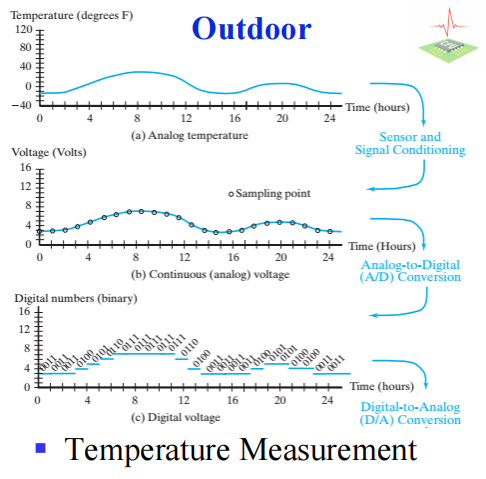 Outdoor
Temperature (degrees F)
120
80
40
0
−40
0 4 8 12 16 20 24
Time (hours)
(a) Analog temperature
Sensor and
Signal Conditioning
Voltage (Volts)
16
12
8
4
0
Sampling point
0 4 8 12 16 20 24
Time (Hours)
(b) Continuous (analog) voltage
Analog-to-Digital
(A/D) Conversion
Digital numbers (binary)
16
12
8
4
0
0011 0011 0011 0100 0101 0110 0111 0111 0111 0111 0111 0110 0100 0011 0011 0011 0011 0100 0101 0101 0100 0100 0011 0011
0 4 8 12 16 20 24
Time (hours)
(c) Digital voltage
Digital-to-Analog
(D/A) Conversion
Temperature Measurement